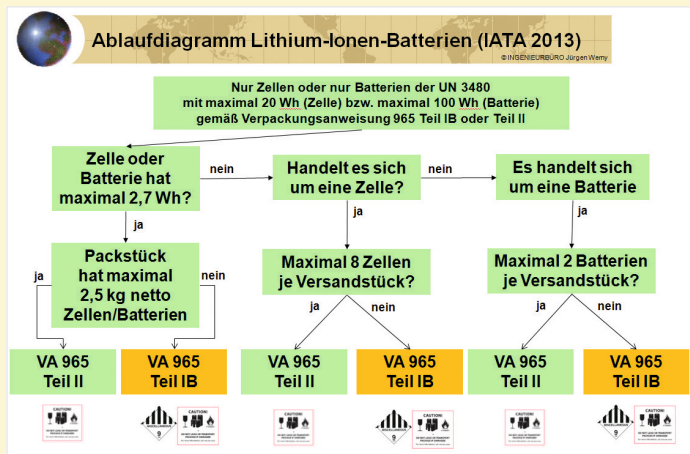 Ablaufdiagramm Lithium-Ionen-Batterien (IATA 2013)
© INGENIEURBÜRO Jürgen Werny
Nur Zellen oder nur Batterien der UN 3480
mit maximal 20 Wh (Zelle) bzw. maximal 100 Wh (Batterie)
gemäß Verpackungsanweisung 965 Teil IB oder Teil II
Zelle oder
Batterie hat
maximal 2,7 Wh?
nein
Handelt es sich
um eine Zelle?
nein
Es handelt sich
um eine Batterie
ja
ja
ja
Packstück
hat maximal
2,5 kg netto
Zellen/Batterien
ja
nein
Maximal 8 Zellen
je Versandstück?
ja
nein
Maximal 2 Batterien
je Versandstück?
ja
nein
VA 965
Teil II
VA 965
Teil IB
VA 965
Teil II
VA 965
Teil IB
VA 965
Teil II
VA 965
Teil IB
CAUTION!
9
CAUTION!
CAUTION!
9
CAUTION!
CAUTION!
9
CAUTION!